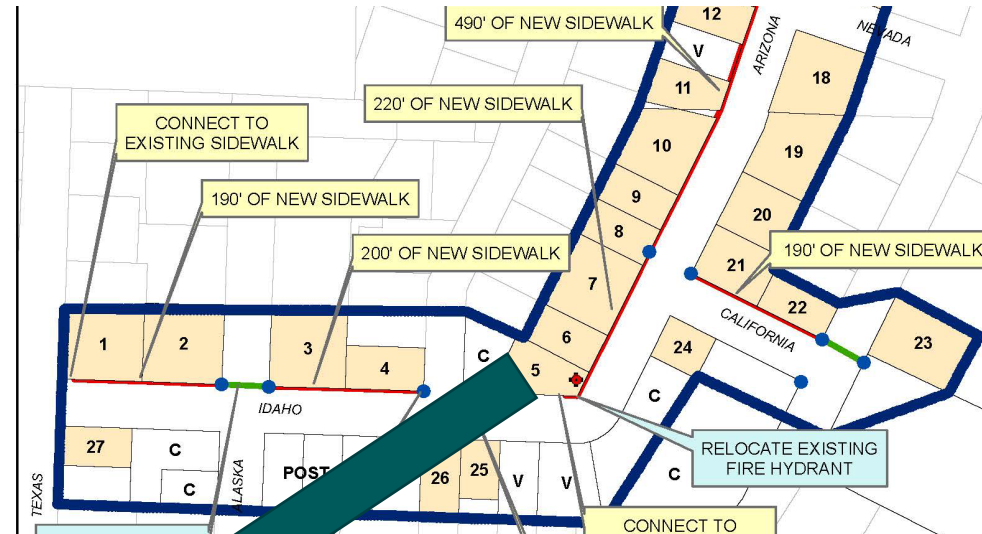 12
490' OF NEW SIDEWALK
ARIZONA
NEVADA
V
18
11
220' OF NEW SIDEWALK
CONNECT TO
EXISTING SIDEWALK
10
19
190' OF NEW SIDEWALK
9
20
8
200' OF NEW SIDEWALK
190' OF NEW SIDEWALK
21
7
22
CALIFORNIA
1
2
3
4
6
C
5
24
23
IDAHO
C
27
C
C
POST
26
25
V
V
C
RELOCATE EXISTING
FIRE HYDRANT
TEXAS
ALASKA
CONNECT TO